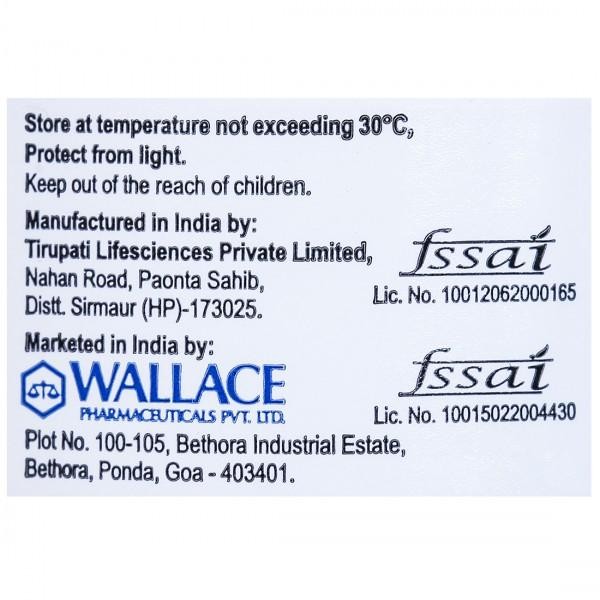 Store at temperature not exceeding 30°C,
Protect from light.
Keep out of the reach of children.
Manufactured in India by:
Tirupati Lifesciences Private Limited,
Nahan Road, Paonta Sahib,
Distt. Sirmaur (HP)-173025.
fssai
Lic. No. 10012062000165
Marketed in India by:
WALLACE
PHARMACEUTICALS PVT. LTD.
fssai
Lic. No. 10015022004430
Plot No. 100-105, Bethora Industrial Estate,
Bethora, Ponda, Goa - 403401.